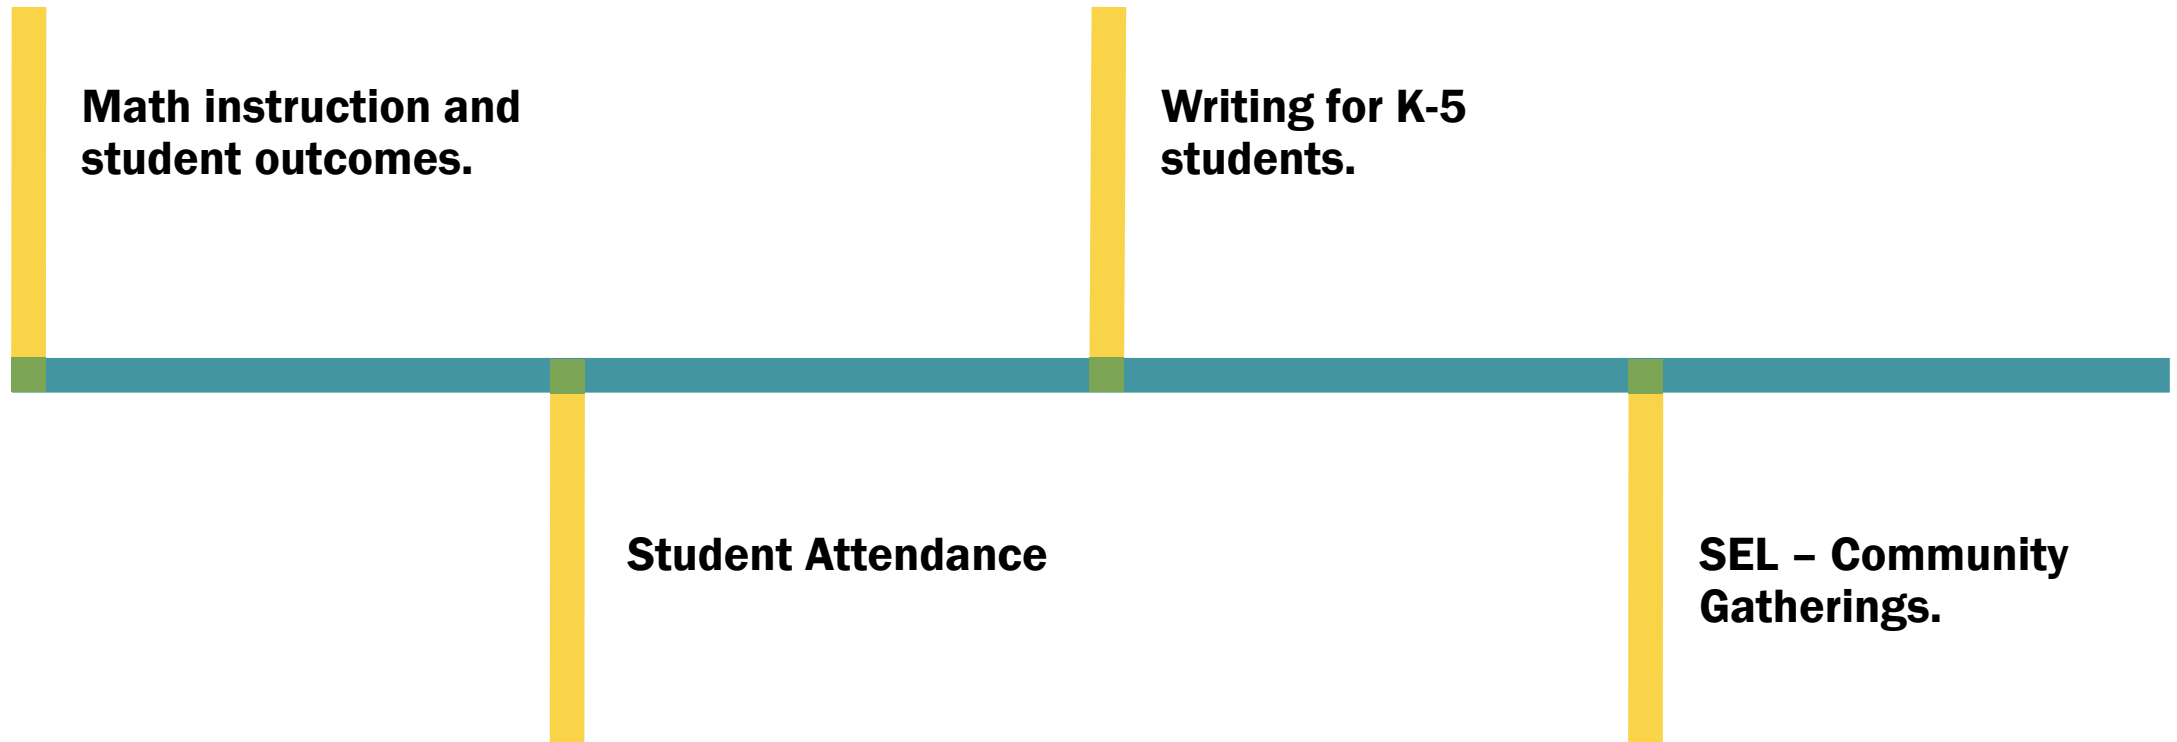 Math instruction and
student outcomes.
Student Attendance
Writing for K-5
students.
SEL – Community
Gatherings.